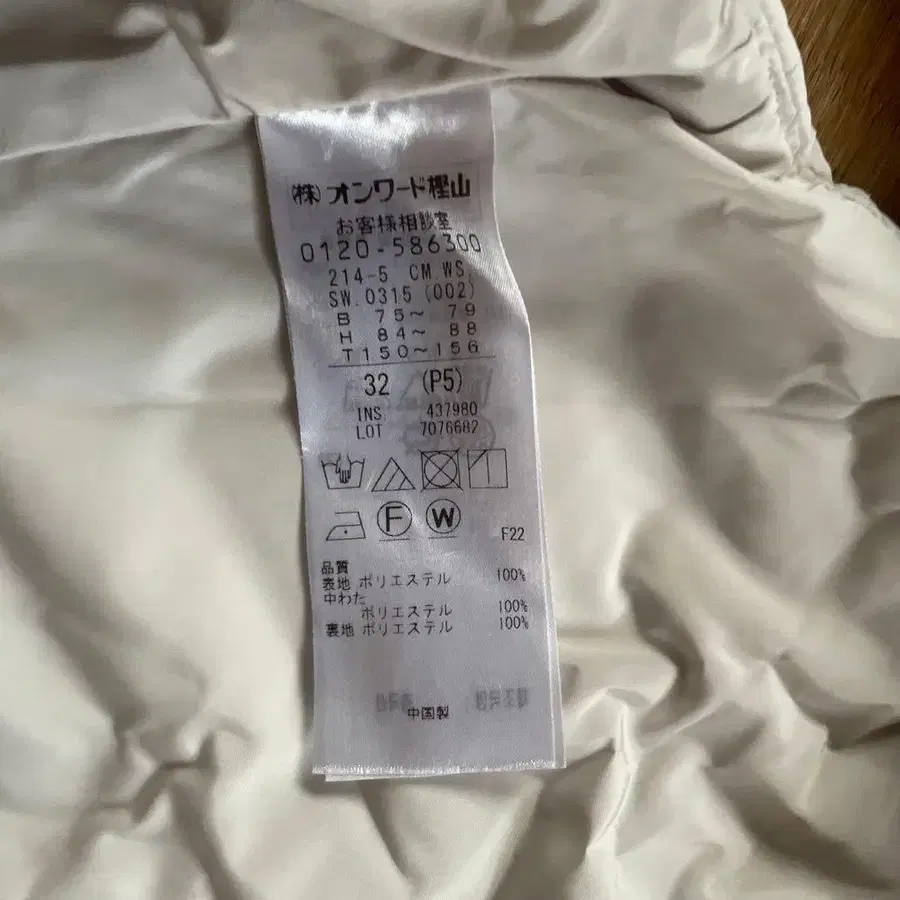 (株)オンワード樫山
お客様相談室
0120-586300
214-5 CM.WS.
SW.0315 (002)
B 75～ 79
H 84～ 88
T150～156
32 (P5)
INS 437980
LOT 7076682
F W
F22
品質
表地 ポリエステル 100%
中わた
ポリエステル 100%
裏地 ポリエステル 100%
中国製